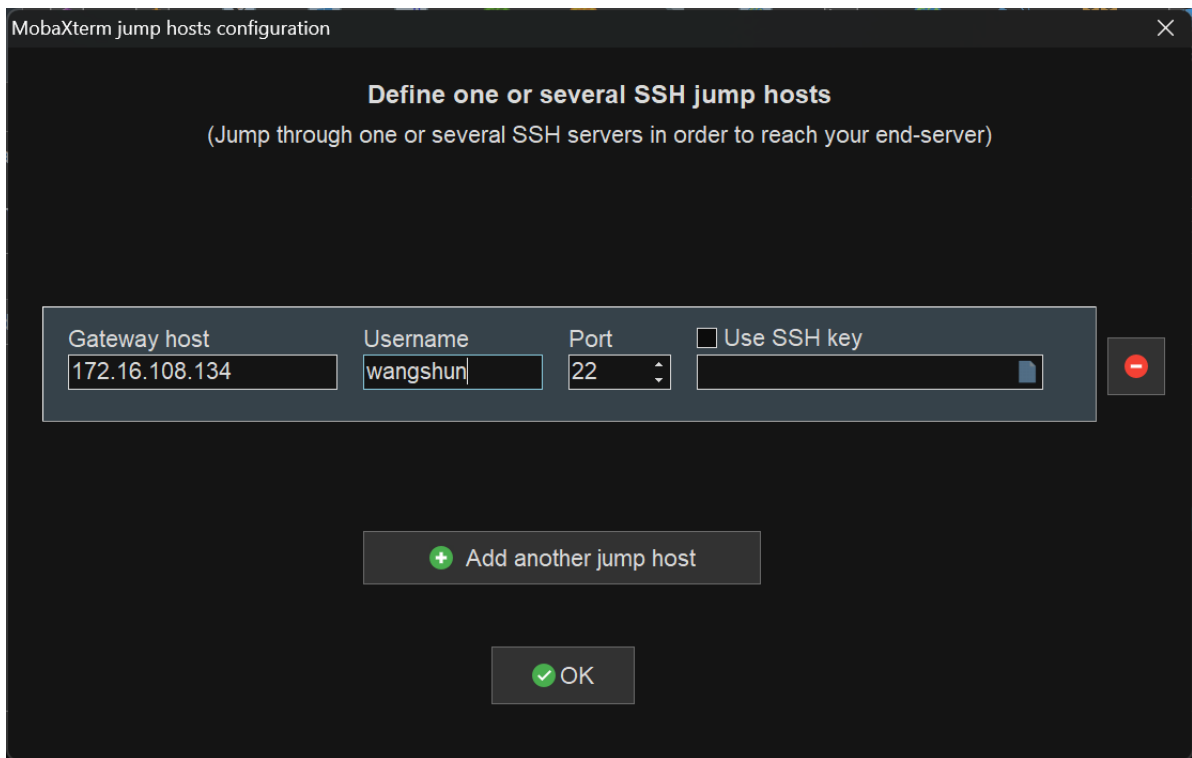 MobaXterm jump hosts configuration
Define one or several SSH jump hosts
(Jump through one or several SSH servers in order to reach your end-server)
Gateway host Username Port Use SSH key
172.16.108.134 wangshun 22
Add another jump host
OK